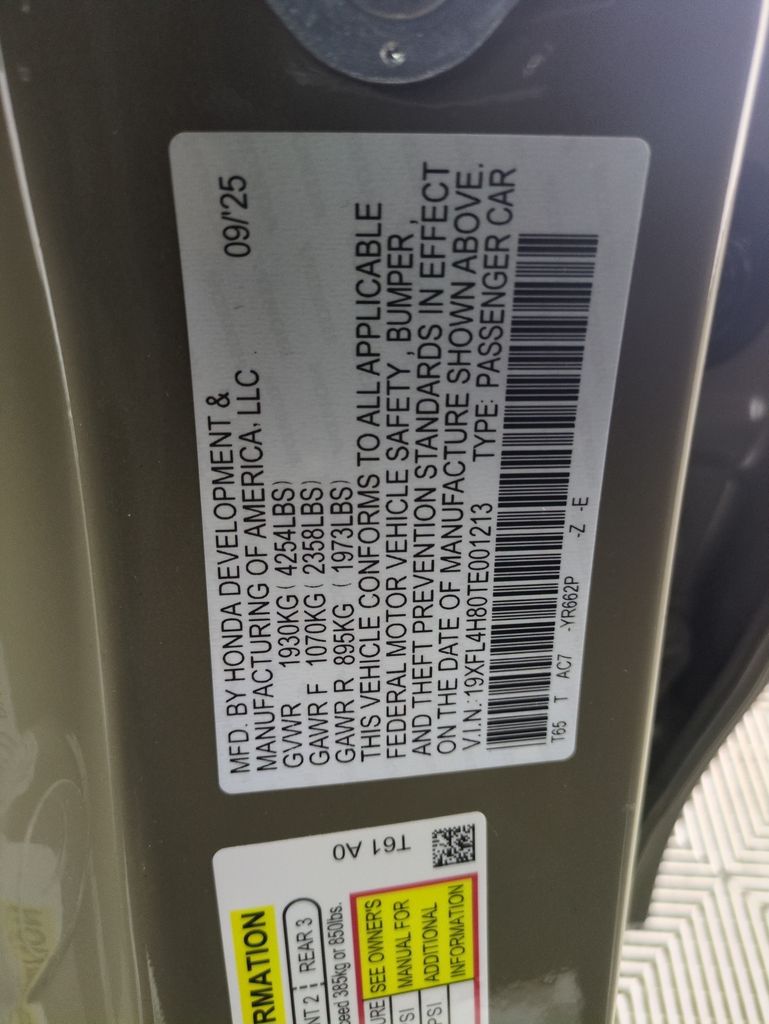 MFD. BY HONDA DEVELOPMENT &
MANUFACTURING OF AMERICA, LLC 09/'25
GVWR 1930KG ( 4254LBS)
GAWR F 1070KG ( 2358LBS)
GAWR R 895KG ( 1973LBS)
THIS VEHICLE CONFORMS TO ALL APPLICABLE
FEDERAL MOTOR VEHICLE SAFETY , BUMPER ,
AND THEFT PREVENTION STANDARDS IN EFFECT
ON THE DATE OF MANUFACTURE SHOWN ABOVE.
V.I.N.: 19XFL4H80TE001213 TYPE: PASSENGER CAR
T65 T AC7 -YR662P -Z -E
T61 A0
RMATION
NT 2 REAR 3
ceed 385kg or 850lbs.
URE SEE OWNER'S
MANUAL FOR
SI ADDITIONAL
PSI INFORMATION